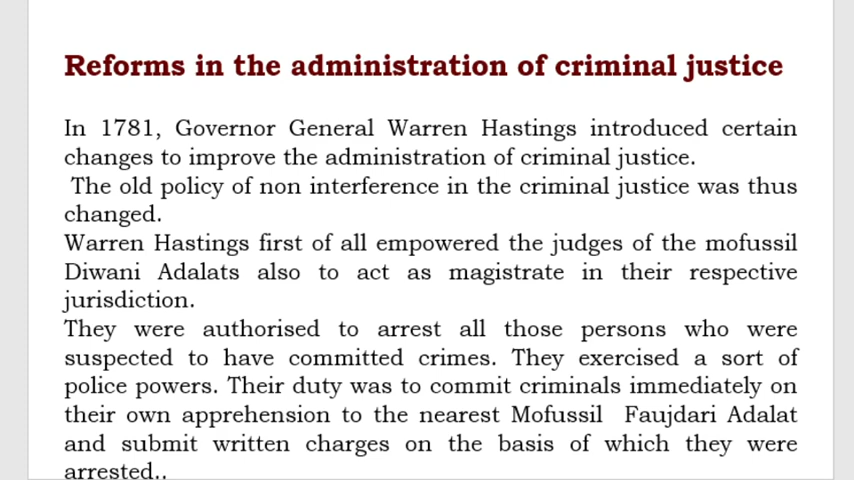 Reforms in the administration of criminal justice
In 1781, Governor General Warren Hastings introduced certain
changes to improve the administration of criminal justice.
The old policy of non interference in the criminal justice was thus
changed.
Warren Hastings first of all empowered the judges of the mofussil
Diwani Adalats also to act as magistrate in their respective
jurisdiction.
They were authorised to arrest all those persons who were
suspected to have committed crimes. They exercised a sort of
police powers. Their duty was to commit criminals immediately on
their own apprehension to the nearest Mofussil Faujdari Adalat
and submit written charges on the basis of which they were
arrested..